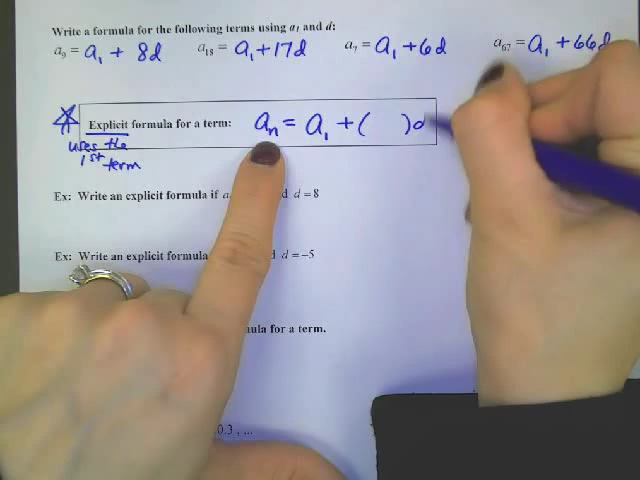 Write a formula for the following terms using a₁ and d:
a₉ = a₁ + 8d a₁₈ = a₁ + 17d a₇ = a₁ + 6d a₆₇ = a₁ + 66d
Explicit formula for a term: aₙ = a₁ + ( )d
uses the
1st term
Ex: Write an explicit formula if d = 8
Ex: Write an explicit formula d = -5
for a term.
0.3 , ...